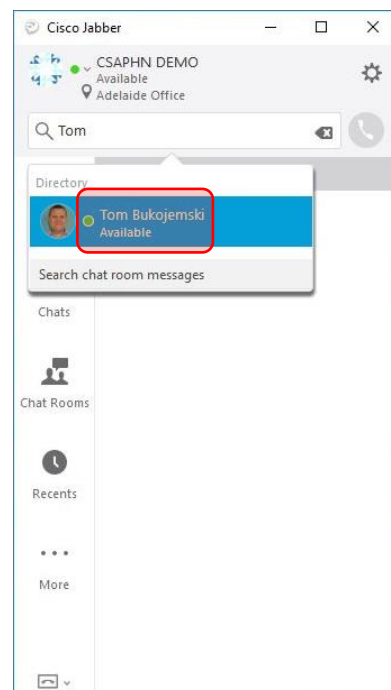 Cisco Jabber
CSAPHN DEMO
Available
Adelaide Office
Tom
Directory
Tom Bukojemski
Available
Search chat room messages
Chats
Chat Rooms
Recents
More